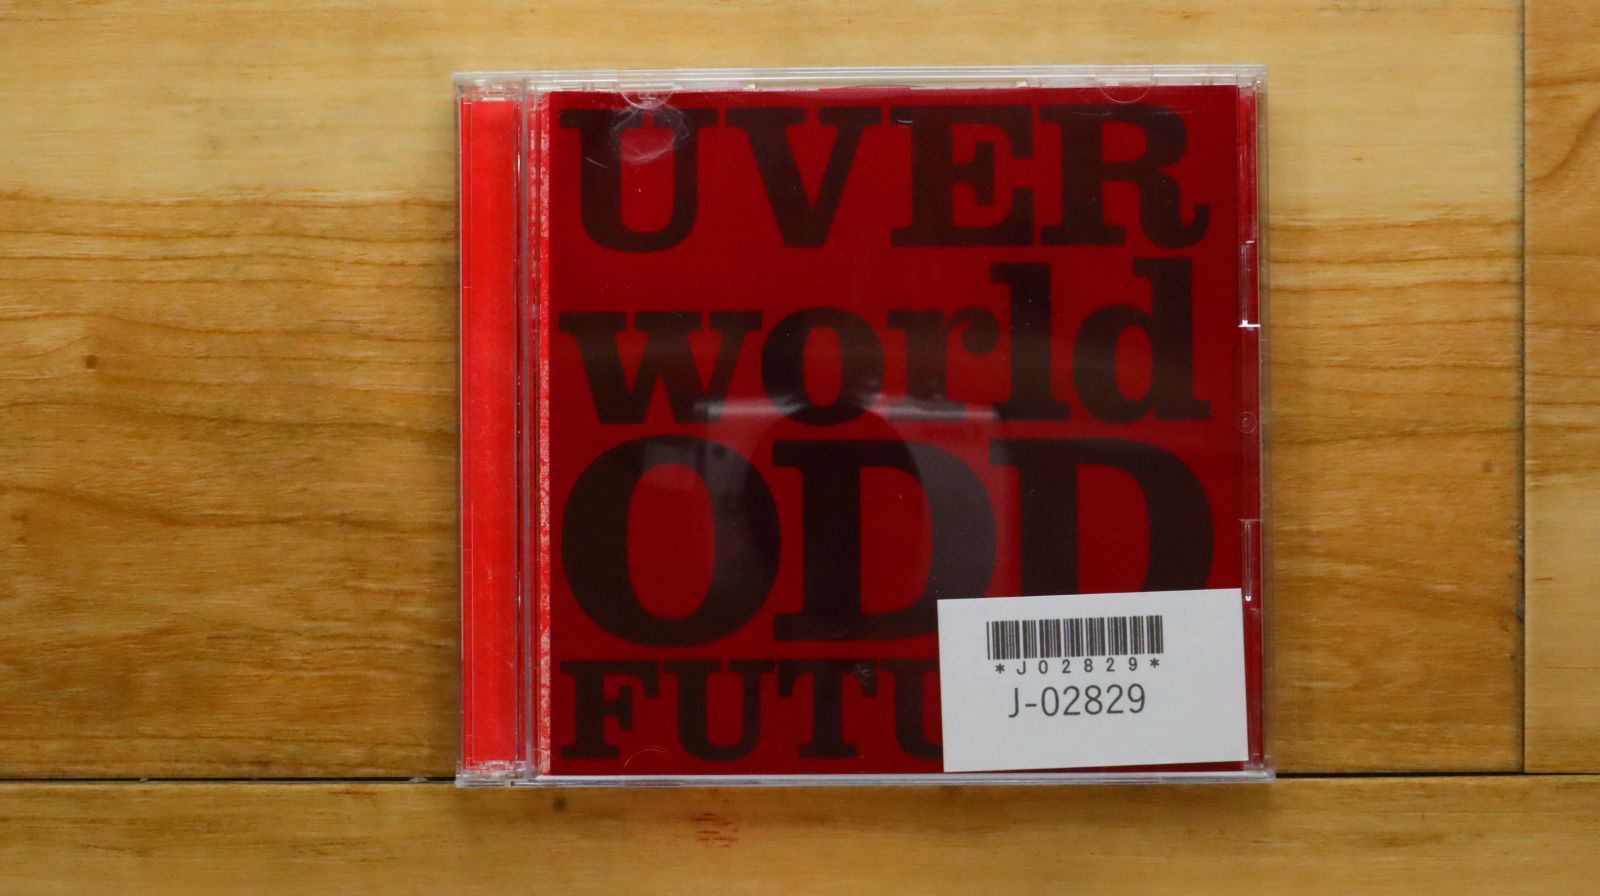 UVER
world
ODD
FUTU
*J02829*
J-02829